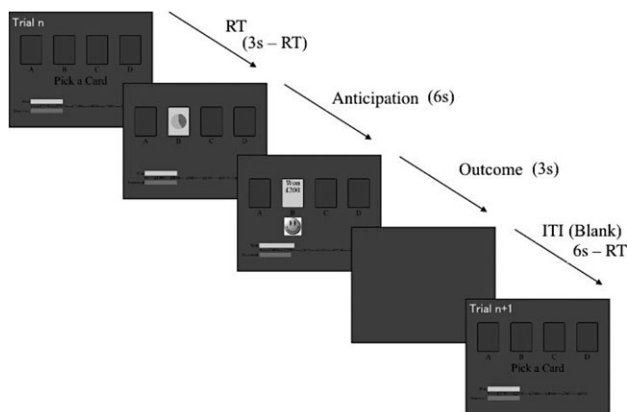 Trial n
A B C D
Pick a Card
RT
(3s – RT)
A B C D
Anticipation (6s)
Won
£200
A B C D
Outcome (3s)
ITI (Blank)
6s – RT
Trial n+1
A B C D
Pick a Card